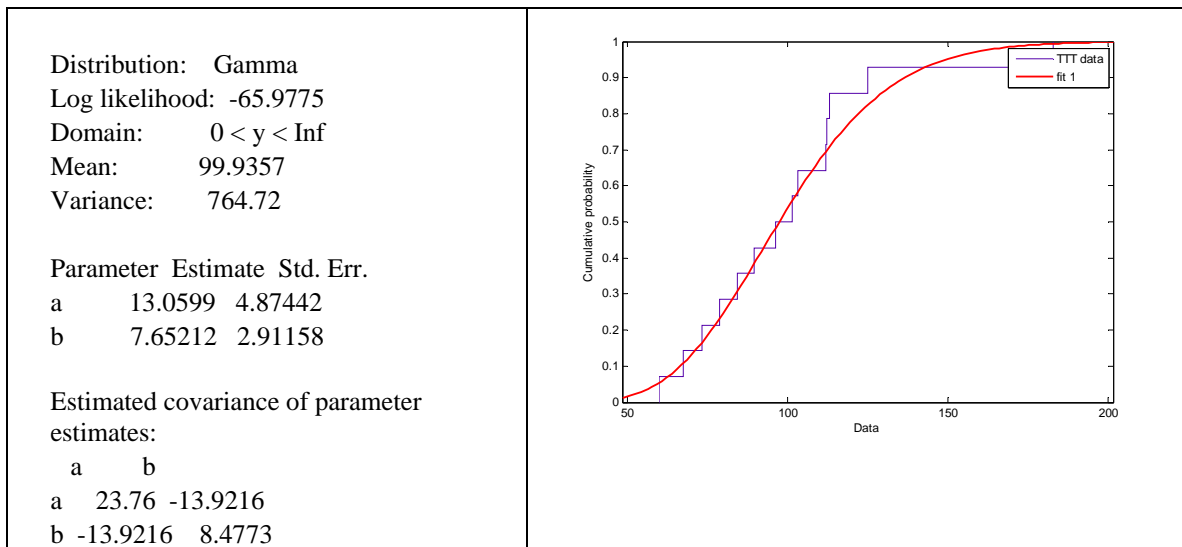 Distribution: Gamma
Log likelihood: -65.9775
Domain: 0 < y < Inf
Mean: 99.9357
Variance: 764.72
Parameter Estimate Std. Err.
a 13.0599 4.87442
b 7.65212 2.91158
Estimated covariance of parameter
estimates:
a b
a 23.76 -13.9216
b -13.9216 8.4773
1
0.9
0.8
0.7
0.6
0.5
0.4
0.3
0.2
0.1
0
Cumulative probability
TTT data
fit 1
50 100 150 200
Data